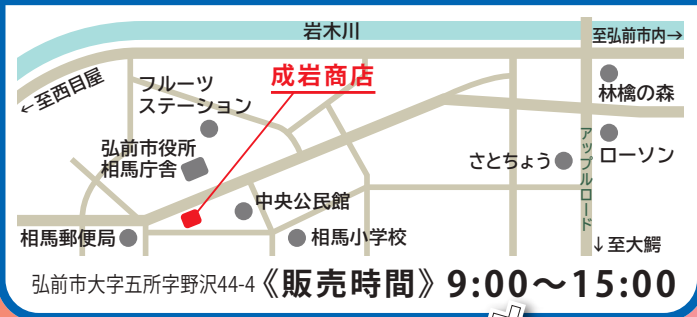 岩木川
至弘前市内→
←至西目屋
フルーツ
ステーション
成岩商店
林檎の森
弘前市役所
相馬庁舎
さとちょう
ローソン
アップルロード
中央公民館
相馬郵便局
相馬小学校
↓至大鰐
弘前市大字五所字野沢44-4《販売時間》9:00〜15:00